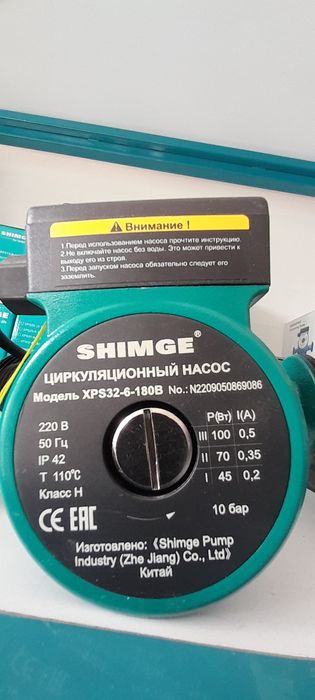 Внимание !
1.Перед использованием насоса прочтите инструкцию.
2.Не включайте насос без воды. Это может привести к
выходу его из строя.
3.Перед запуском насоса обязательно следует его
заземлить.
SHIMGE®
ЦИРКУЛЯЦИОННЫЙ НАСОС
Модель XPS32-6-180B No.: N2209050869086
220 В
50 Гц
IP 42
T 110℃
Класс H
P(Вт) I(A)
III 100 0,5
II 70 0,35
I 45 0,2
CE EAC
10 бар
Изготовлено:《Shimge Pump
Industry (Zhe Jiang) Co., Ltd》
Китай
SHIMGE